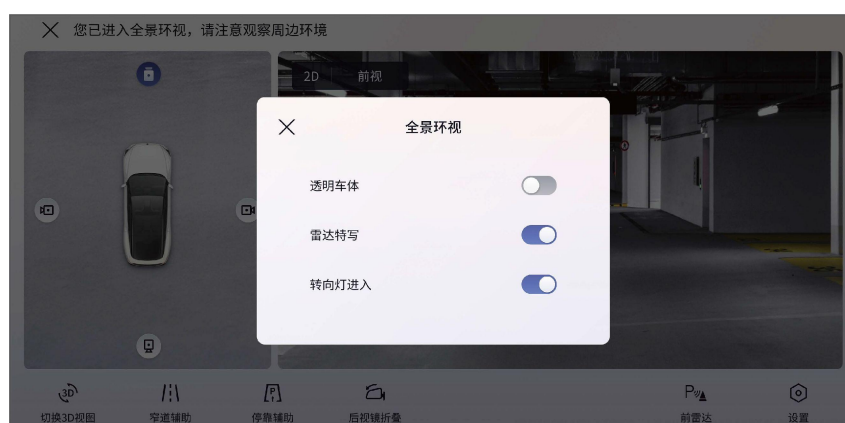 您已进入全景环视，请注意观察周边环境
2D 前视
全景环视
透明车体
雷达特写
转向灯进入
3D
P
P
切换3D视图 窄道辅助 停靠辅助 后视镜折叠 前雷达 设置